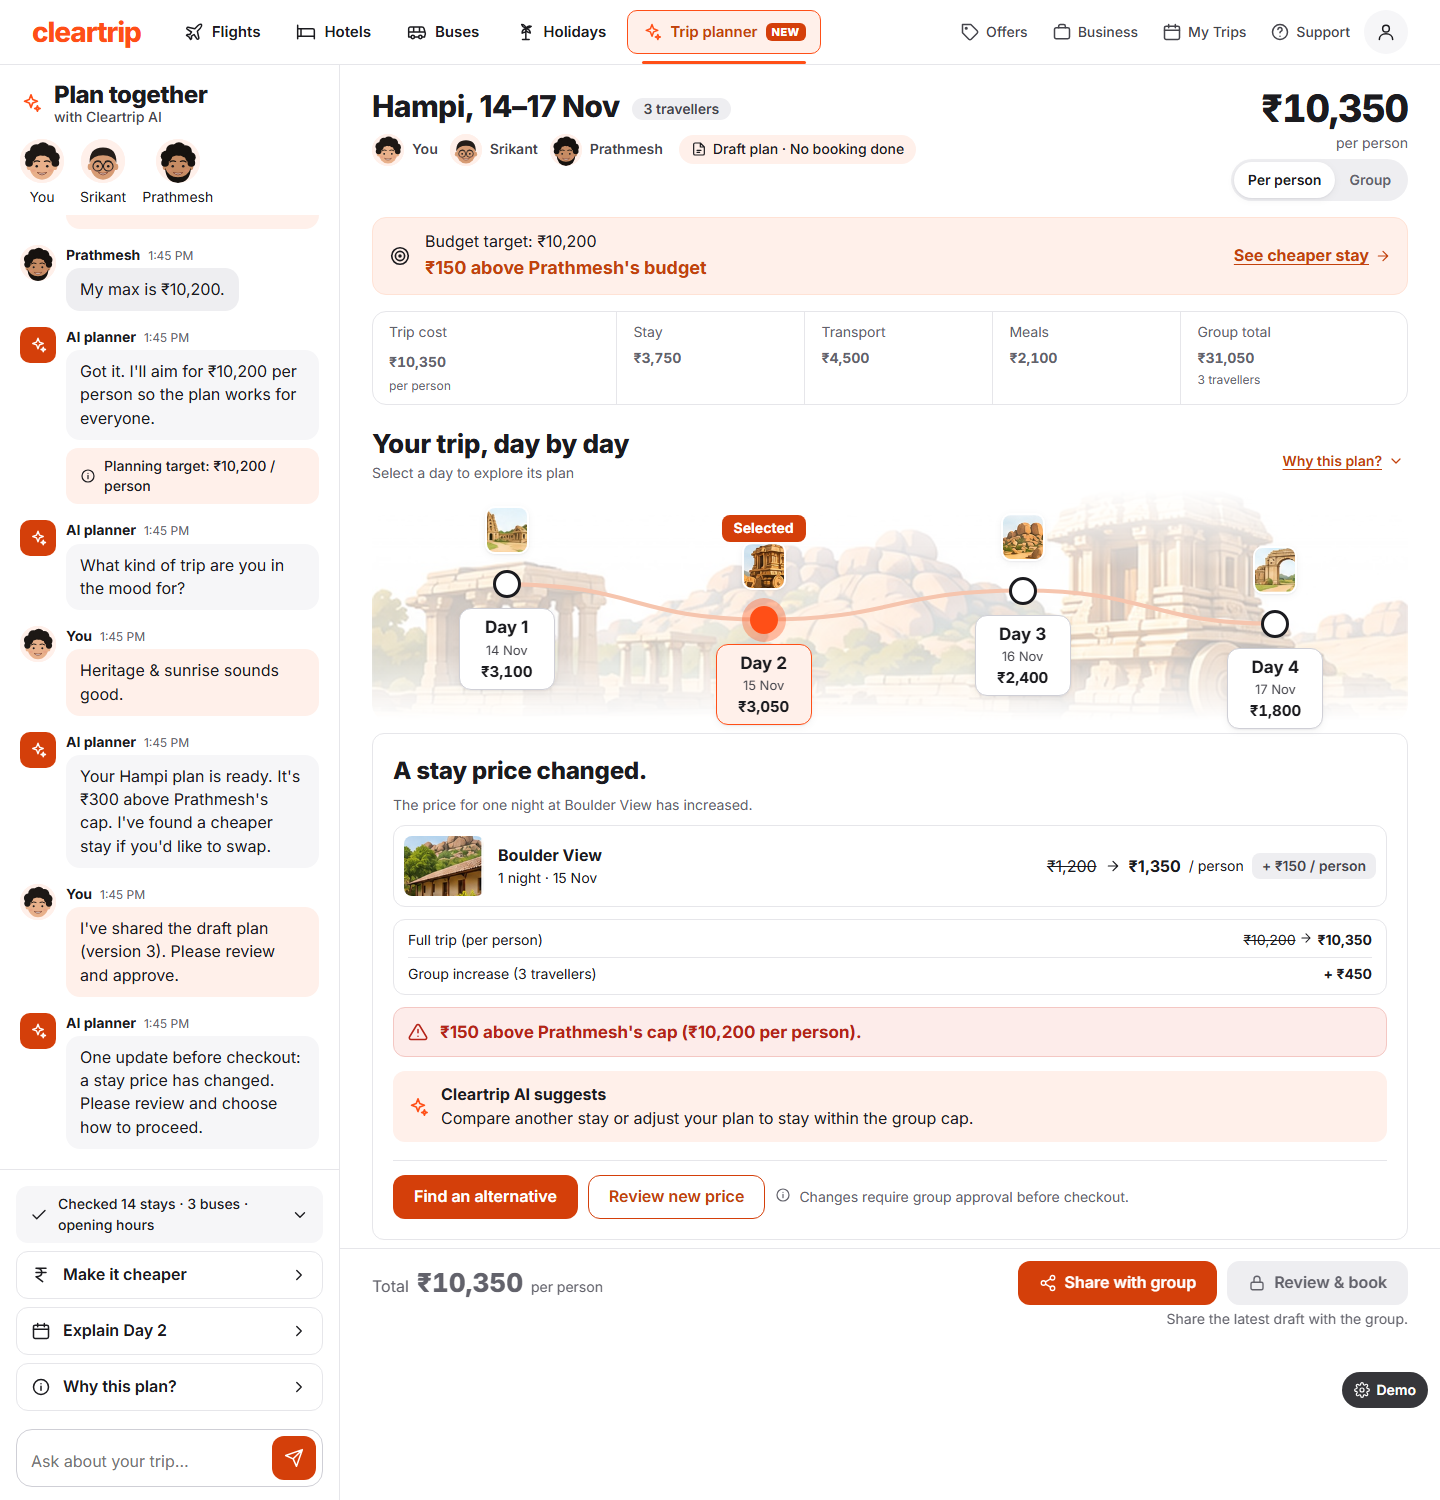 cleartrip
Flights
Hotels
Buses
Holidays
Trip planner NEW
Offers
Business
My Trips
Support
Plan together
with Cleartrip AI
You
Srikant
Prathmesh
Prathmesh 1:45 PM
My max is ₹10,200.
AI planner 1:45 PM
Got it. I'll aim for ₹10,200 per
person so the plan works for
everyone.
Planning target: ₹10,200 /
person
AI planner 1:45 PM
What kind of trip are you in
the mood for?
You 1:45 PM
Heritage & sunrise sounds
good.
AI planner 1:45 PM
Your Hampi plan is ready. It's
₹300 above Prathmesh's
cap. I've found a cheaper
stay if you'd like to swap.
You 1:45 PM
I've shared the draft plan
(version 3). Please review
and approve.
AI planner 1:45 PM
One update before checkout:
a stay price has changed.
Please review and choose
how to proceed.
Checked 14 stays · 3 buses ·
opening hours
Make it cheaper
Explain Day 2
Why this plan?
Ask about your trip...
Hampi, 14–17 Nov
3 travellers
You
Srikant
Prathmesh
Draft plan · No booking done
₹10,350
per person
Per person
Group
Budget target: ₹10,200
₹150 above Prathmesh's budget
See cheaper stay
Trip cost
₹10,350
per person
Stay
₹3,750
Transport
₹4,500
Meals
₹2,100
Group total
₹31,050
3 travellers
Your trip, day by day
Select a day to explore its plan
Why this plan?
Day 1
14 Nov
₹3,100
Selected
Day 2
15 Nov
₹3,050
Day 3
16 Nov
₹2,400
Day 4
17 Nov
₹1,800
A stay price changed.
The price for one night at Boulder View has increased.
Boulder View
1 night · 15 Nov
₹1,200 → ₹1,350 / person + ₹150 / person
Full trip (per person)
₹10,200 → ₹10,350
Group increase (3 travellers)
+ ₹450
₹150 above Prathmesh's cap (₹10,200 per person).
Cleartrip AI suggests
Compare another stay or adjust your plan to stay within the group cap.
Find an alternative
Review new price
Changes require group approval before checkout.
Total ₹10,350 per person
Share with group
Review & book
Share the latest draft with the group.
Demo